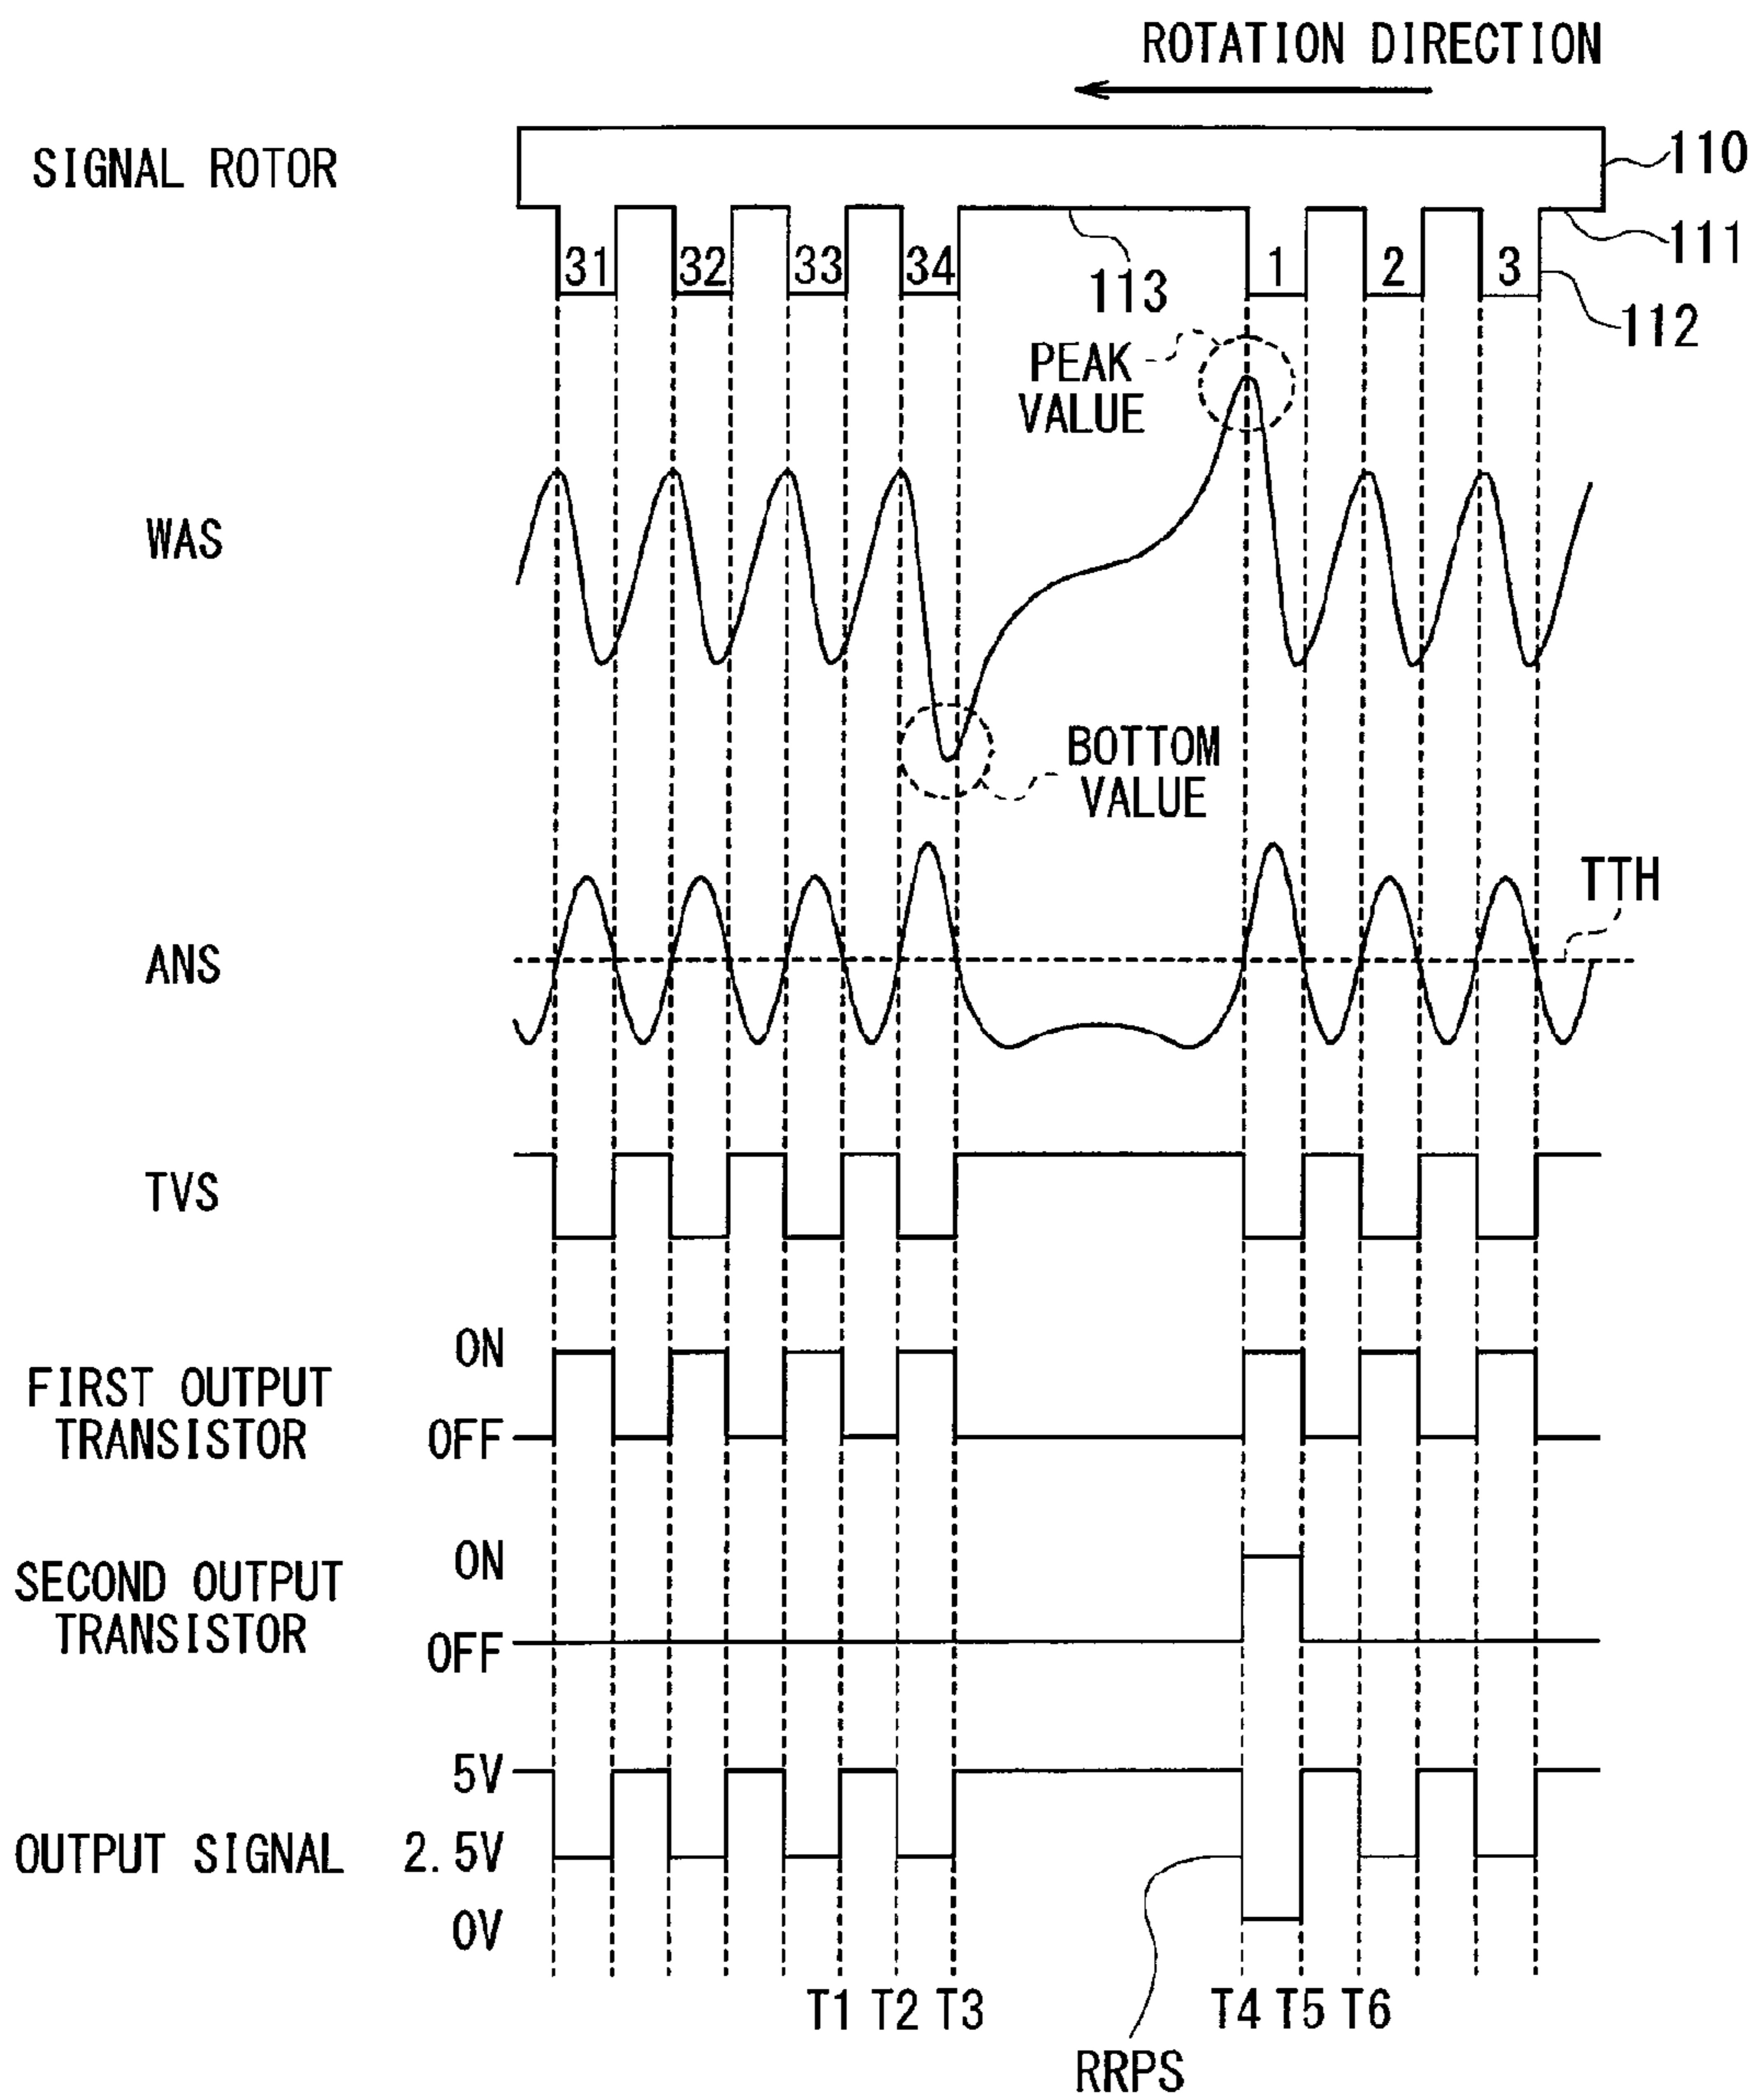 ROTATION DIRECTION
SIGNAL ROTOR
110
31 32 33 34 1 2 3
111
113
112
PEAK
VALUE
WAS
BOTTOM
VALUE
TTH
ANS
TVS
ON
FIRST OUTPUT
TRANSISTOR
OFF
ON
SECOND OUTPUT
TRANSISTOR
OFF
5V
OUTPUT SIGNAL
2.5V
0V
T1 T2 T3 T4 T5 T6
RRPS